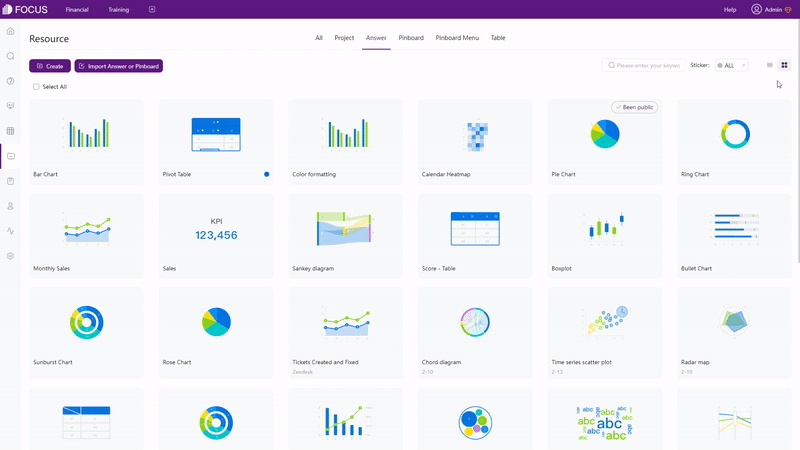 FOCUS
Financial
Training
Help
Admin
Resource
All
Project
Answer
Pinboard
Pinboard Menu
Table
Create
Import Answer or Pinboard
Please enter your keywn
Sticker:
ALL
Select All
Been public
Bar Chart
Pivot Table
Color formatting
Calendar Heatmap
Pie Chart
Ring Chart
KPI
123,456
Monthly Sales
Sales
Sankey diagram
Score - Table
Boxplot
Bullet Chart
Sunburst Chart
Rose Chart
Tickets Created and Fixed
Zendesk
Chord diagram
2-10
Time series scatter plot
2-13
Radar map
2-10
abc
abc
abc
abc
abc
abc
abc
abc